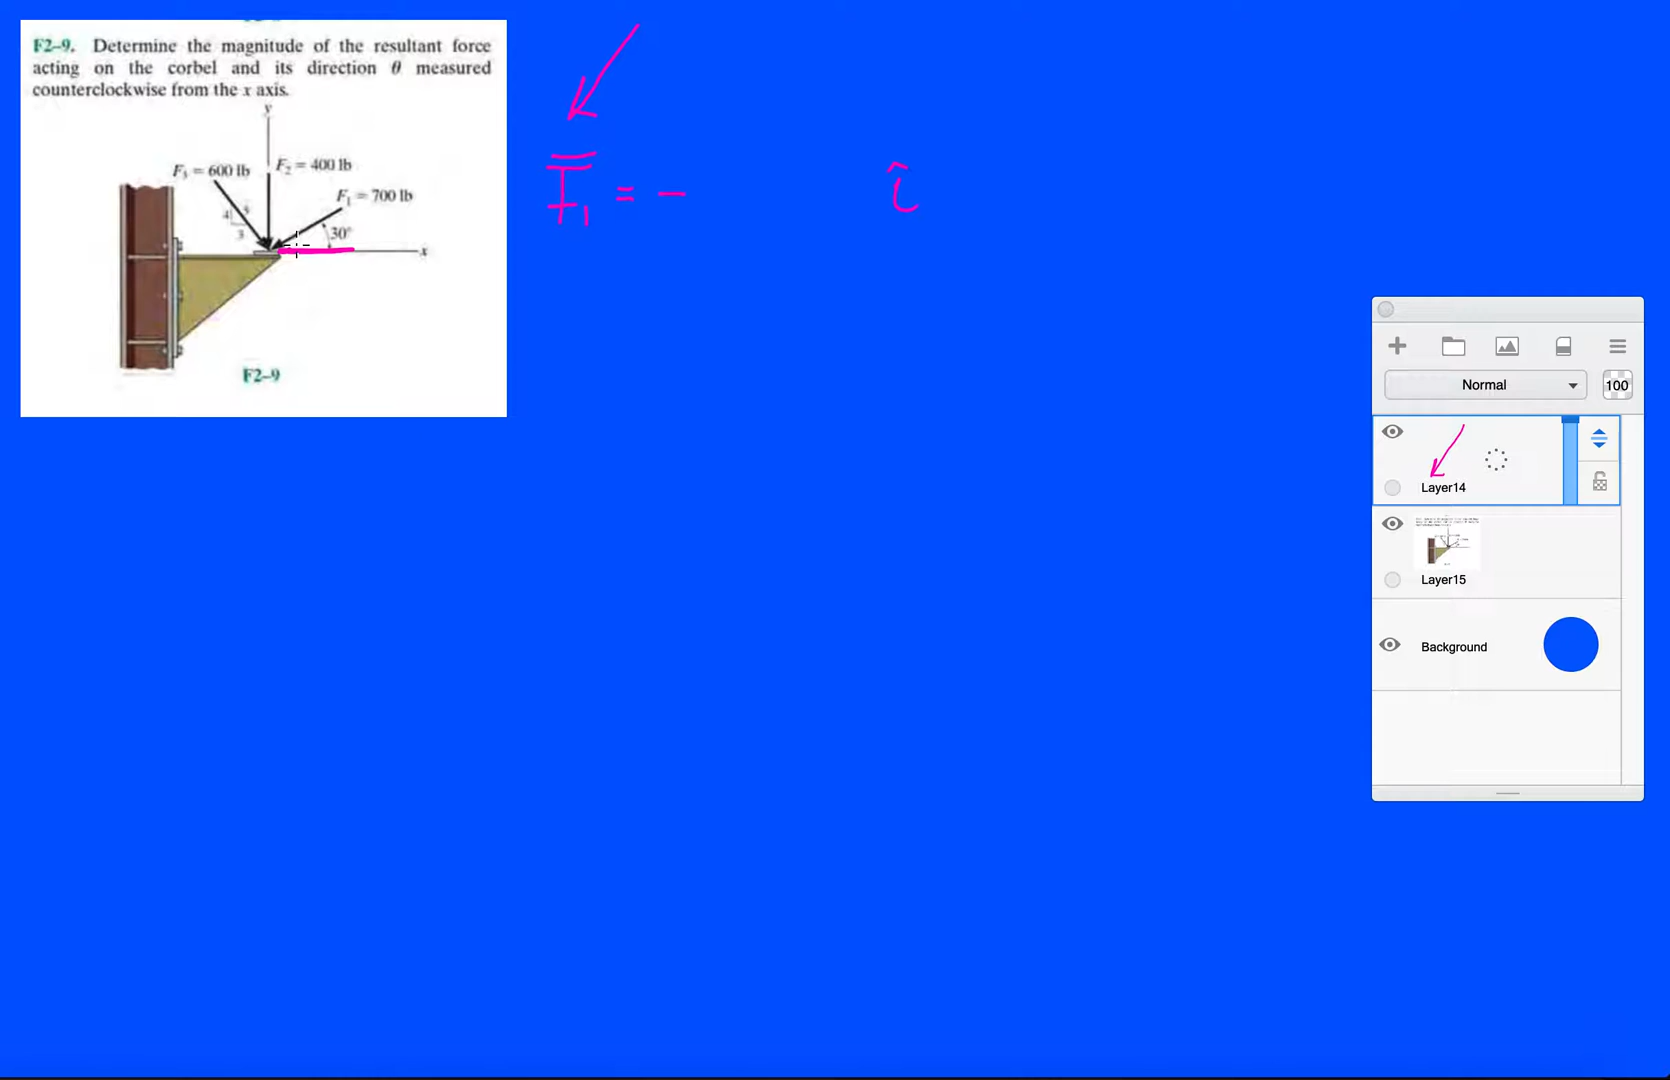 F2–9. Determine the magnitude of the resultant force
acting on the corbel and its direction θ measured
counterclockwise from the x axis.
y
F₃ = 600 lb
F₂ = 400 lb
F₁ = 700 lb
4
5
3
30°
x
F2–9
F₁ = − î
Normal
100
Layer14
Layer15
Background